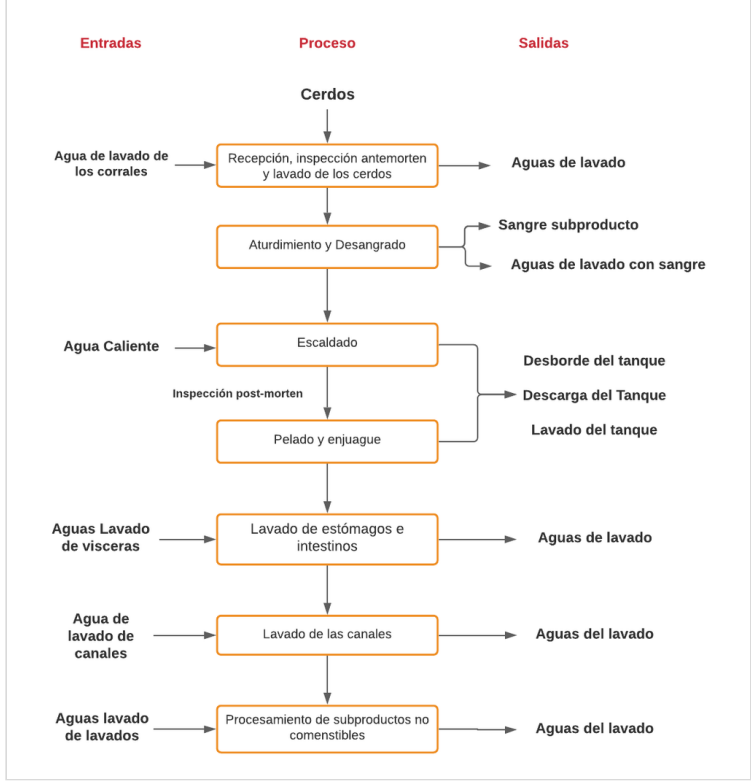 Entradas
Proceso
Salidas
Cerdos
Agua de lavado de
los corrales
Recepción, inspección antemorten
y lavado de los cerdos
Aguas de lavado
Aturdimiento y Desangrado
Sangre subproducto
Aguas de lavado con sangre
Agua Caliente
Escaldado
Desborde del tanque
Inspección post-morten
Descarga del Tanque
Lavado del tanque
Pelado y enjuague
Aguas Lavado
de visceras
Lavado de estómagos e
intestinos
Aguas de lavado
Agua de
lavado de
canales
Lavado de las canales
Aguas del lavado
Aguas lavado
de lavados
Procesamiento de subproductos no
comenstibles
Aguas del lavado